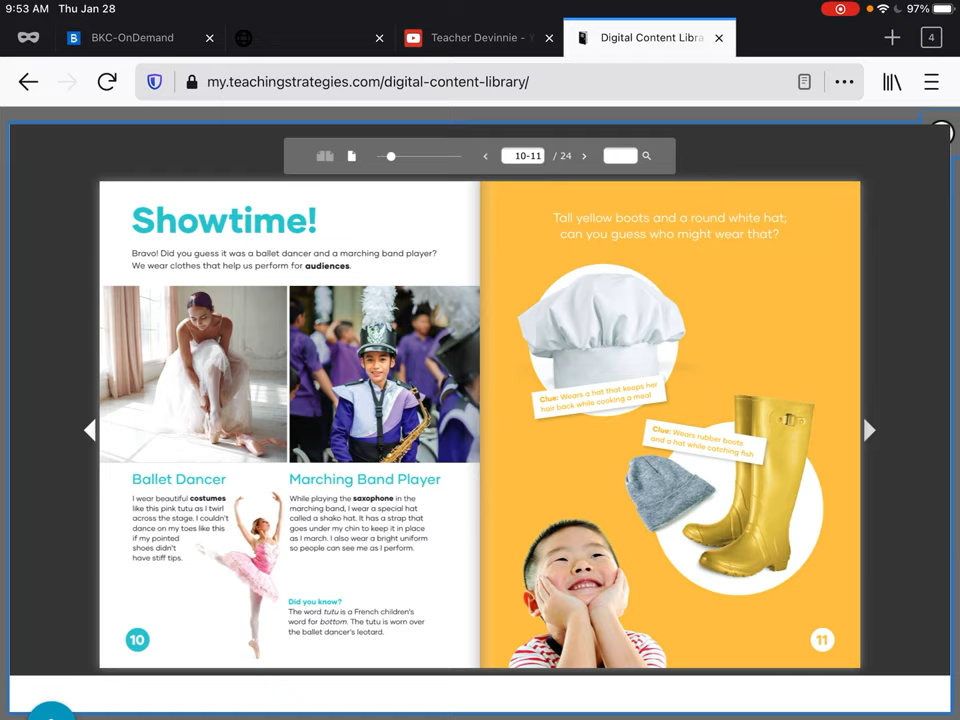 9:53 AM Thu Jan 28
97%
BKC-OnDemand
Teacher Devinnie -
Digital Content Libra
4
my.teachingstrategies.com/digital-content-library/
10-11 / 24
Showtime!
Bravo! Did you guess it was a ballet dancer and a marching band player?
We wear clothes that help us perform for audiences.
Ballet Dancer
I wear beautiful costumes
like this pink tutu as I twirl
across the stage. I couldn't
dance on my toes like this
if my pointed
shoes didn't
have stiff tips.
Marching Band Player
While playing the saxophone in the
marching band, I wear a special hat
called a shako hat. It has a strap that
goes under my chin to keep it in place
as I march. I also wear a bright uniform
so people can see me as I perform.
Did you know?
The word tutu is a French children's
word for bottom. The tutu is worn over
the ballet dancer's leotard.
10
Tall yellow boots and a round white hat;
can you guess who might wear that?
Clue: Wears a hat that keeps her
hair back while cooking a meal
Clue: Wears rubber boots
and a hat while catching fish
11